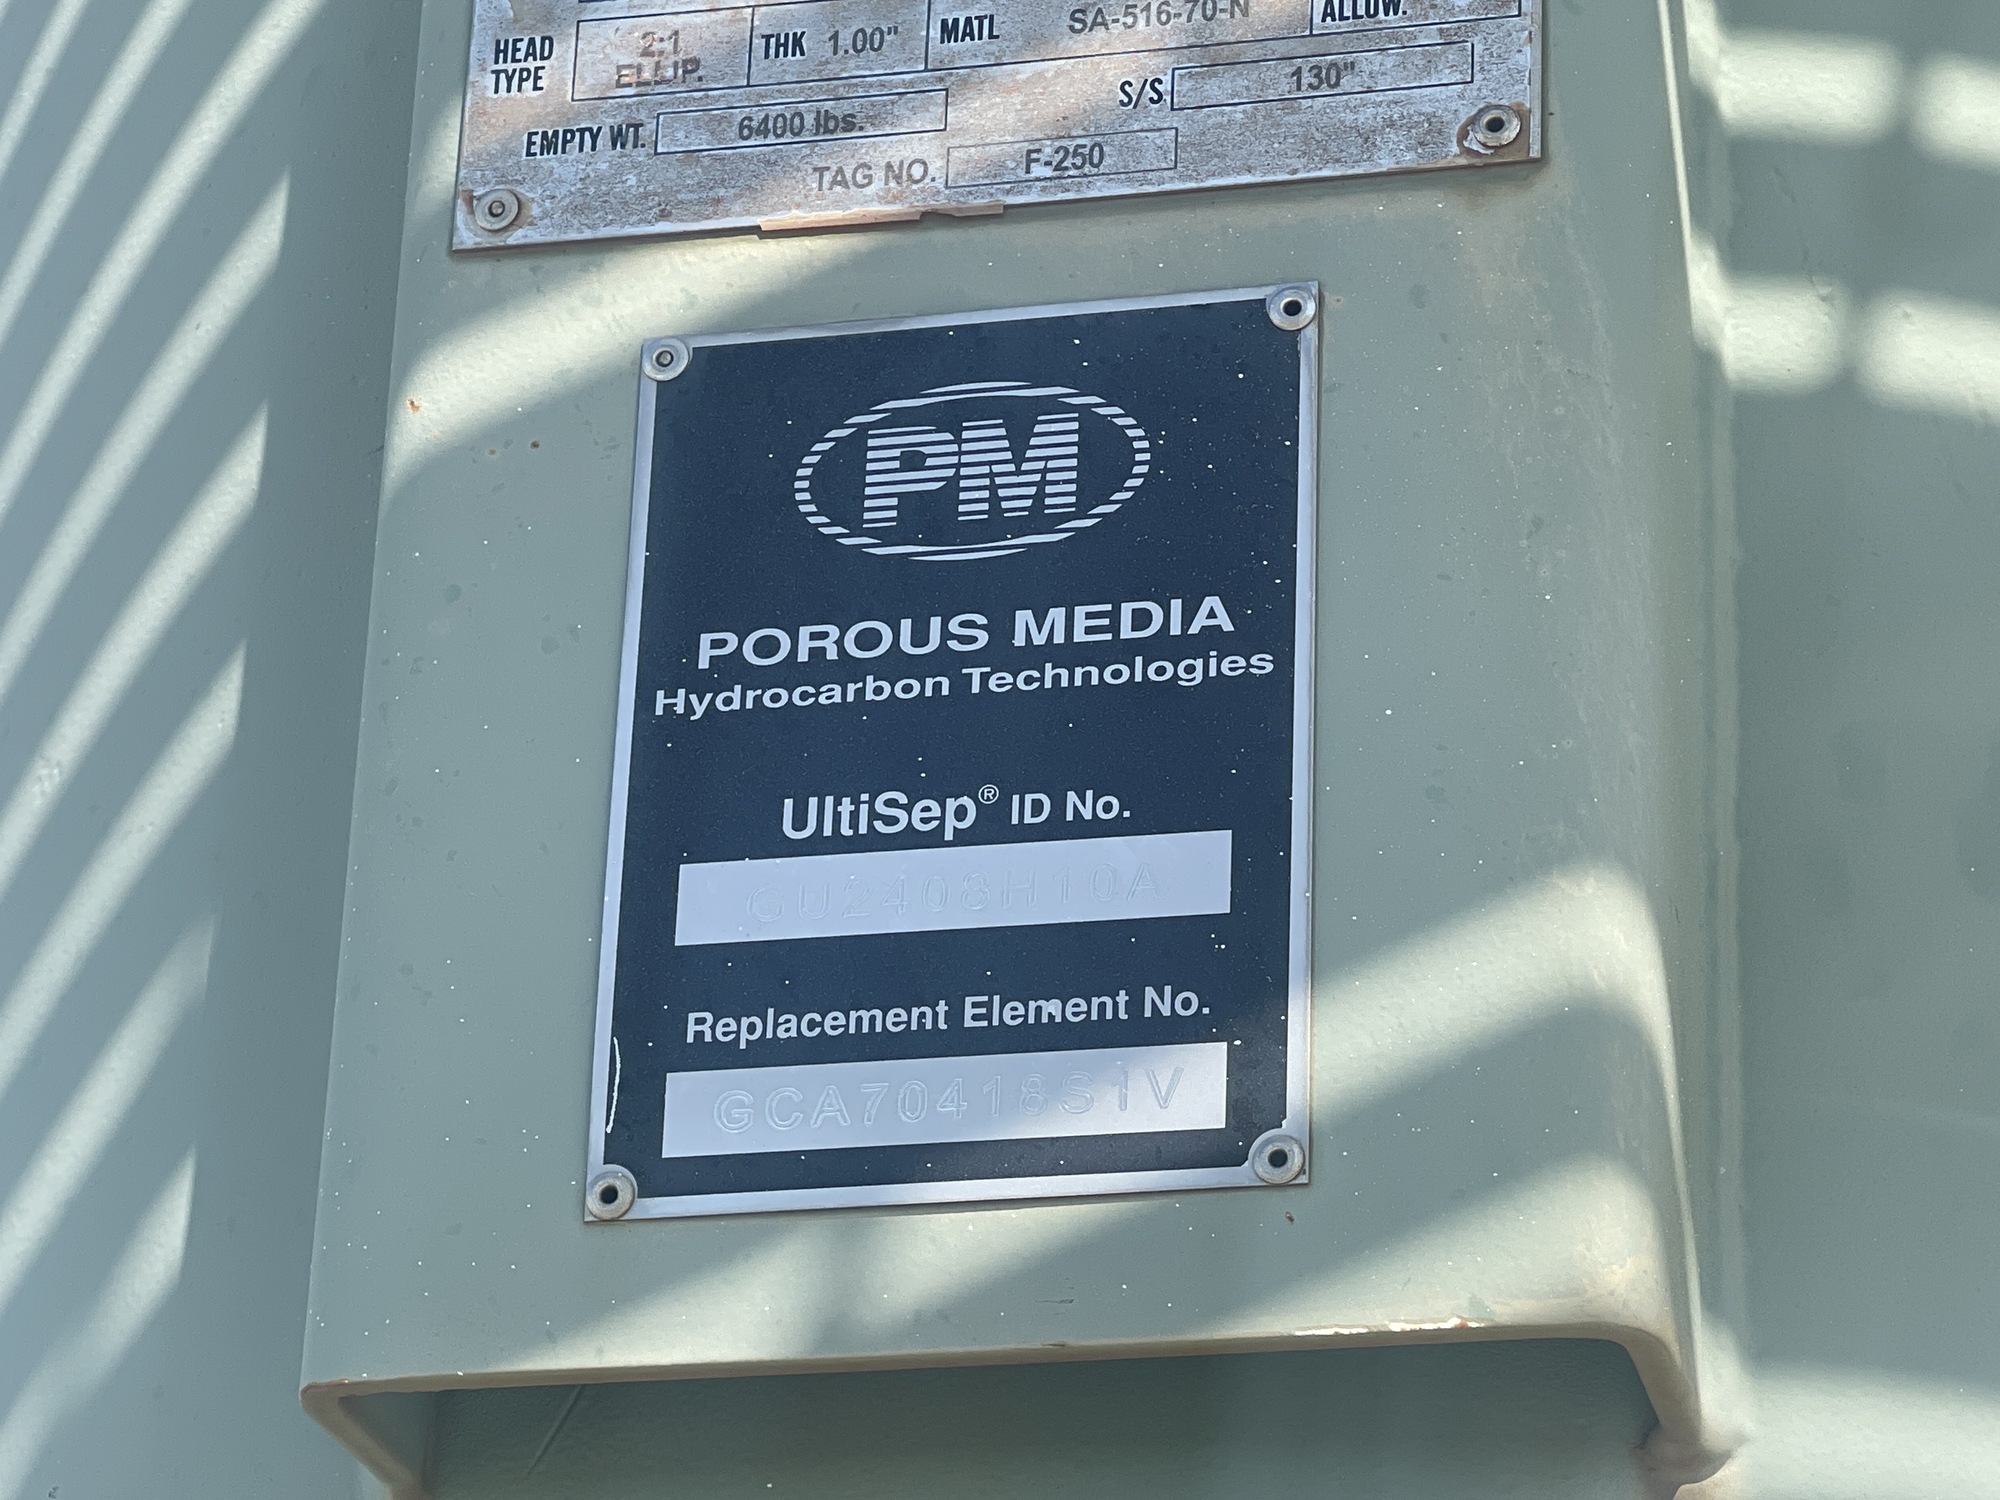 HEAD TYPE 2:1 ELLIP. THK 1.00" MATL SA-516-70-N ALLOW.
S/S 130"
EMPTY WT. 6400 lbs.
TAG NO. F-250
PM
POROUS MEDIA
Hydrocarbon Technologies
UltiSep® ID No.
GU2408H10A
Replacement Element No.
GCA70418S1V